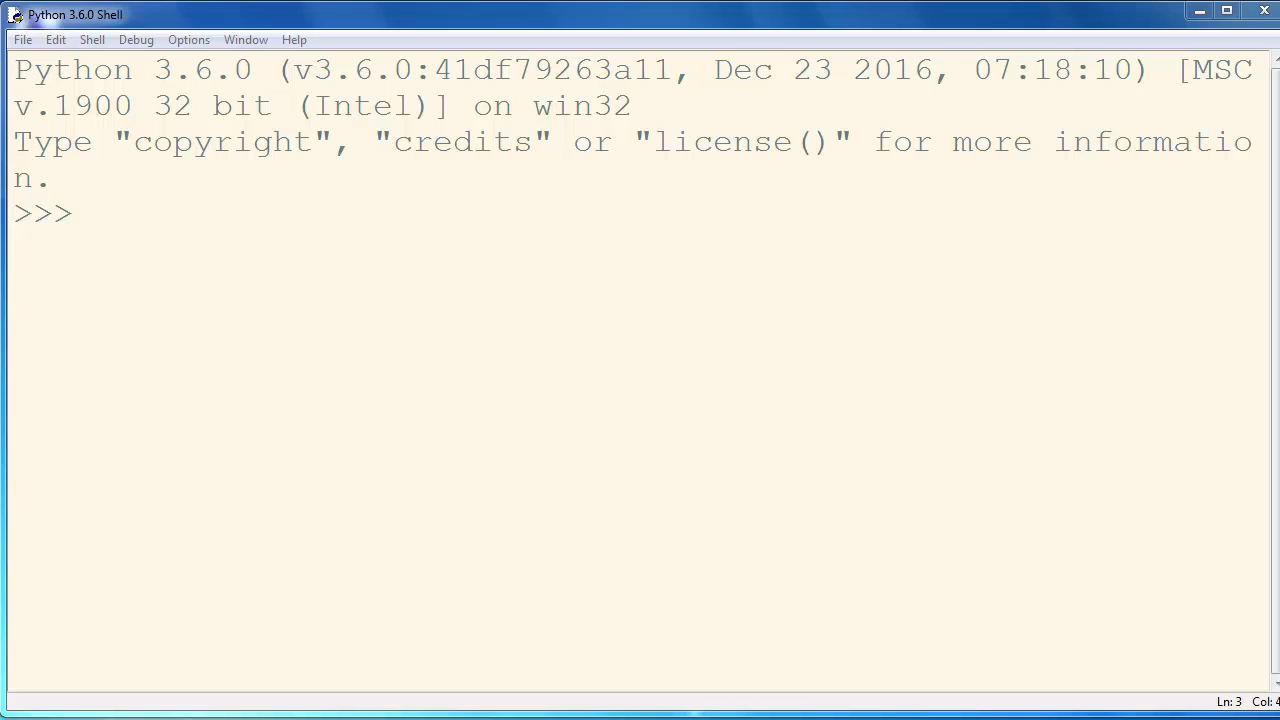 Python 3.6.0 Shell
File Edit Shell Debug Options Window Help
Python 3.6.0 (v3.6.0:41df79263a11, Dec 23 2016, 07:18:10) [MSC
v.1900 32 bit (Intel)] on win32
Type "copyright", "credits" or "license()" for more informatio
n.
>>>
Ln: 3 Col: 4